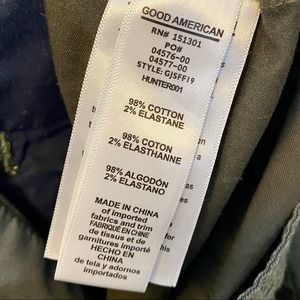 GOOD AMERICAN
RN# 151301
PO#
04576-00
04577-00
STYLE: GJSFF19
HUNTER001
98% COTTON
2% ELASTANE
98% COTON
2% ELASTHANNE
98% ALGODÓN
2% ELASTANO
MADE IN CHINA
of imported
fabrics and trim
FABRIQUÉ EN CHINE
de tissus et de
garnitures importé
HECHO EN
CHINA
de tela y adornos
importados